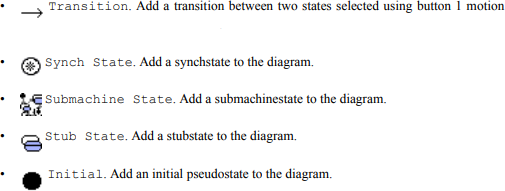 • Transition. Add a transition between two states selected using button 1 motion
• Synch State. Add a synchstate to the diagram.
• Submachine State. Add a submachinestate to the diagram.
• Stub State. Add a stubstate to the diagram.
• Initial. Add an initial pseudostate to the diagram.